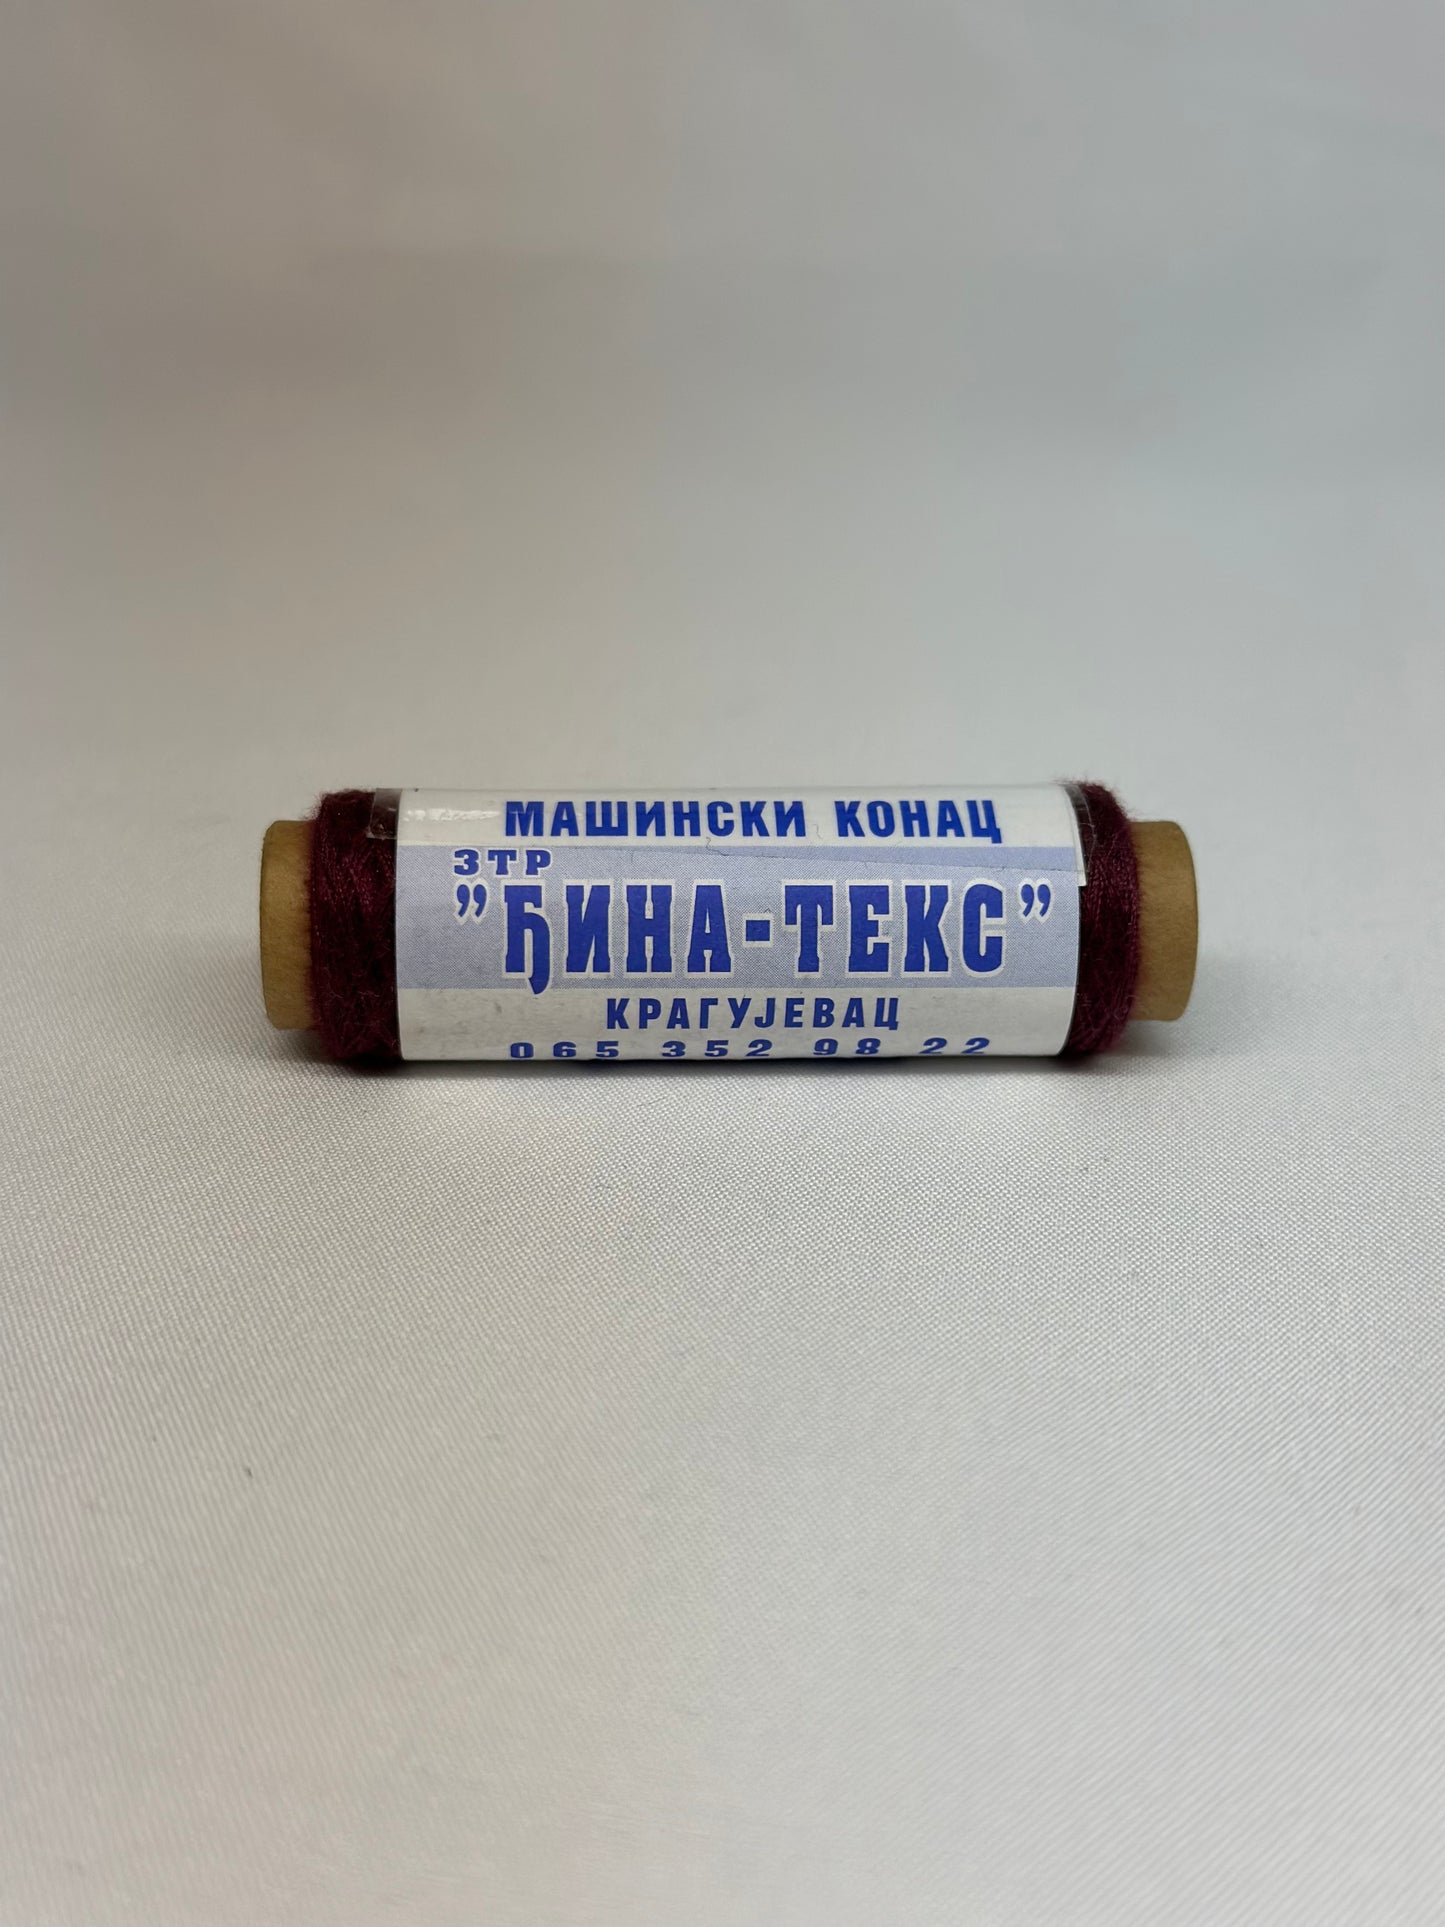 МАШИНСКИ КОНАЦ
ЗТР
"ЂИНА-ТЕКС"
КРАГУЈЕВАЦ
065 352 98 22